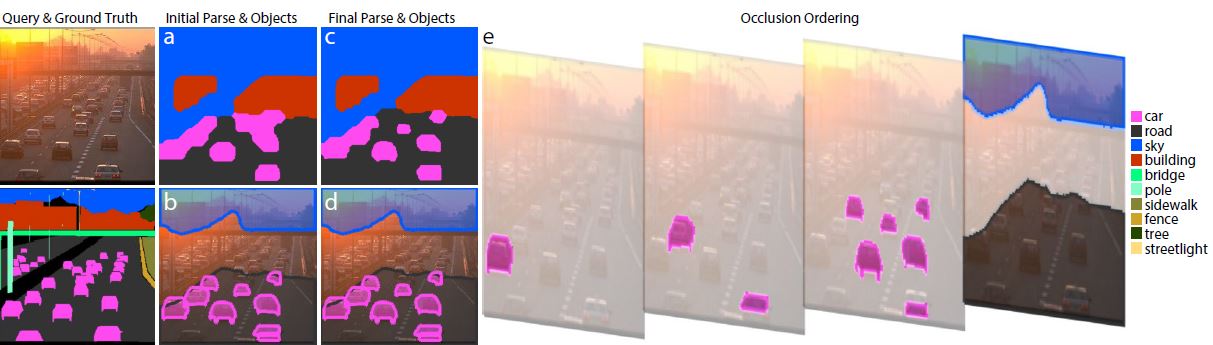 Query & Ground Truth
Initial Parse & Objects
Final Parse & Objects
Occlusion Ordering
a
c
e
b
d
car
road
sky
building
bridge
pole
sidewalk
fence
tree
streetlight